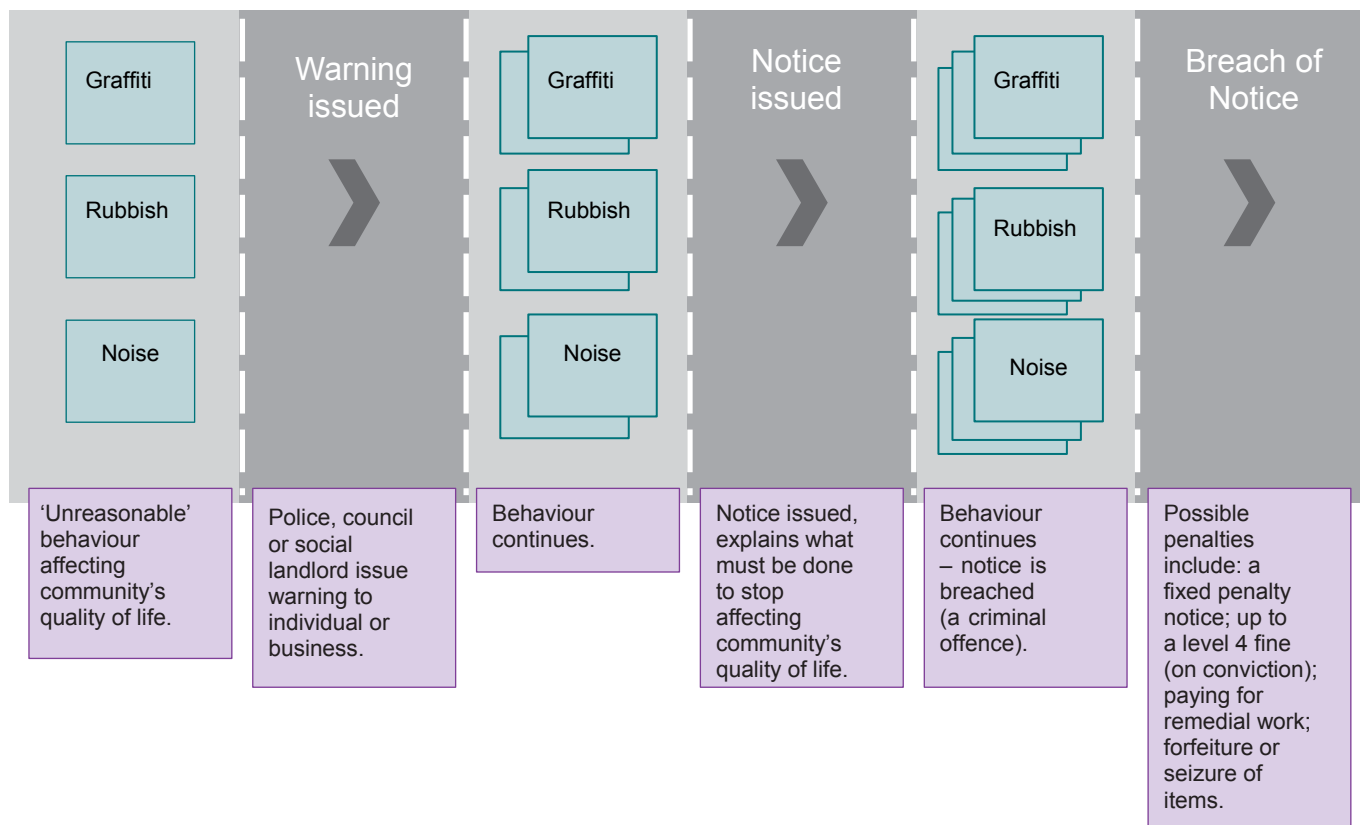 Graffiti
Rubbish
Noise
Warning
issued
Graffiti
Rubbish
Noise
Notice
issued
Graffiti
Rubbish
Noise
Breach of
Notice
‘Unreasonable’
behaviour
affecting
community’s
quality of life.
Police, council
or social
landlord issue
warning to
individual or
business.
Behaviour
continues.
Notice issued,
explains what
must be done
to stop
affecting
community’s
quality of life.
Behaviour
continues
– notice is
breached
(a criminal
offence).
Possible
penalties
include: a
fixed penalty
notice; up to
a level 4 fine
(on conviction);
paying for
remedial work;
forfeiture or
seizure of
items.